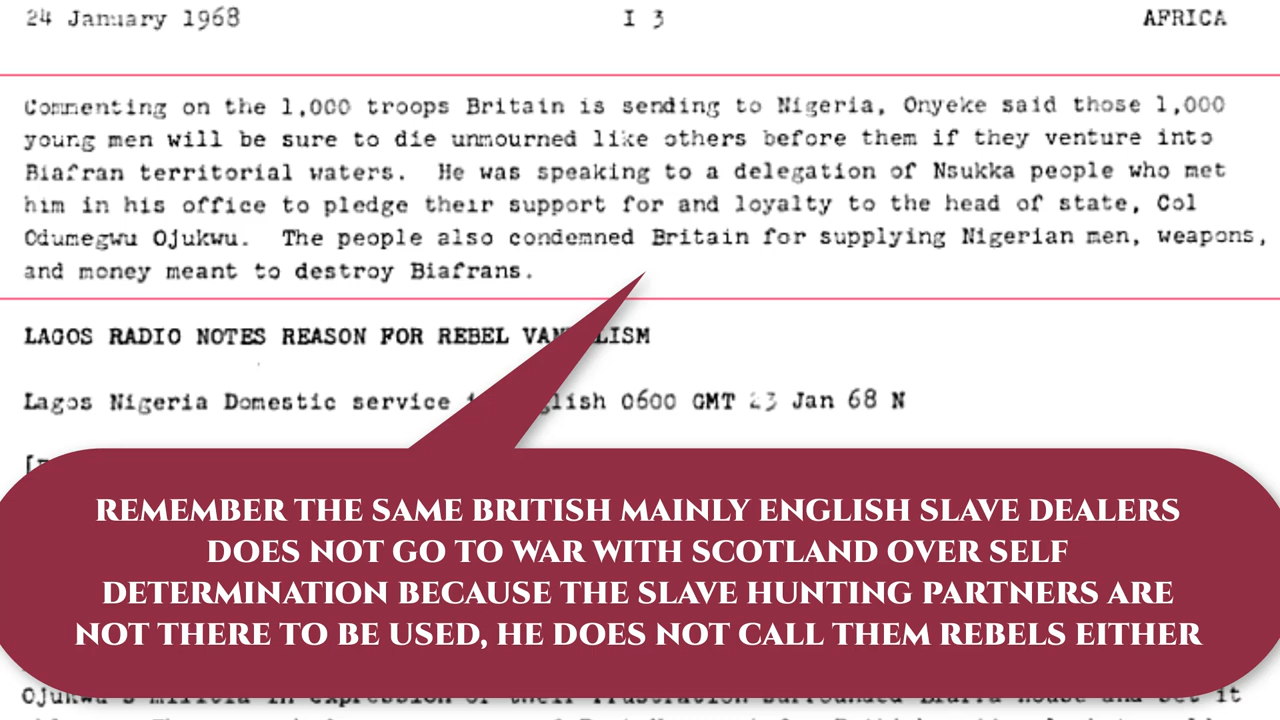 24 January 1968 I 3 AFRICA
Commenting on the 1,000 troops Britain is sending to Nigeria, Onyeke said those 1,000
young men will be sure to die unmourned like others before them if they venture into
Biafran territorial waters. He was speaking to a delegation of Nsukka people who met
him in his office to pledge their support for and loyalty to the head of state, Col
Odumegwu Ojukwu. The people also condemned Britain for supplying Nigerian men, weapons,
and money meant to destroy Biafrans.
LAGOS RADIO NOTES REASON FOR REBEL
Lagos Nigeria Domestic service 0600 GMT 23 Jan 68 N
REMEMBER THE SAME BRITISH MAINLY ENGLISH SLAVE DEALERS
DOES NOT GO TO WAR WITH SCOTLAND OVER SELF
DETERMINATION BECAUSE THE SLAVE HUNTING PARTNERS ARE
NOT THERE TO BE USED, HE DOES NOT CALL THEM REBELS EITHER